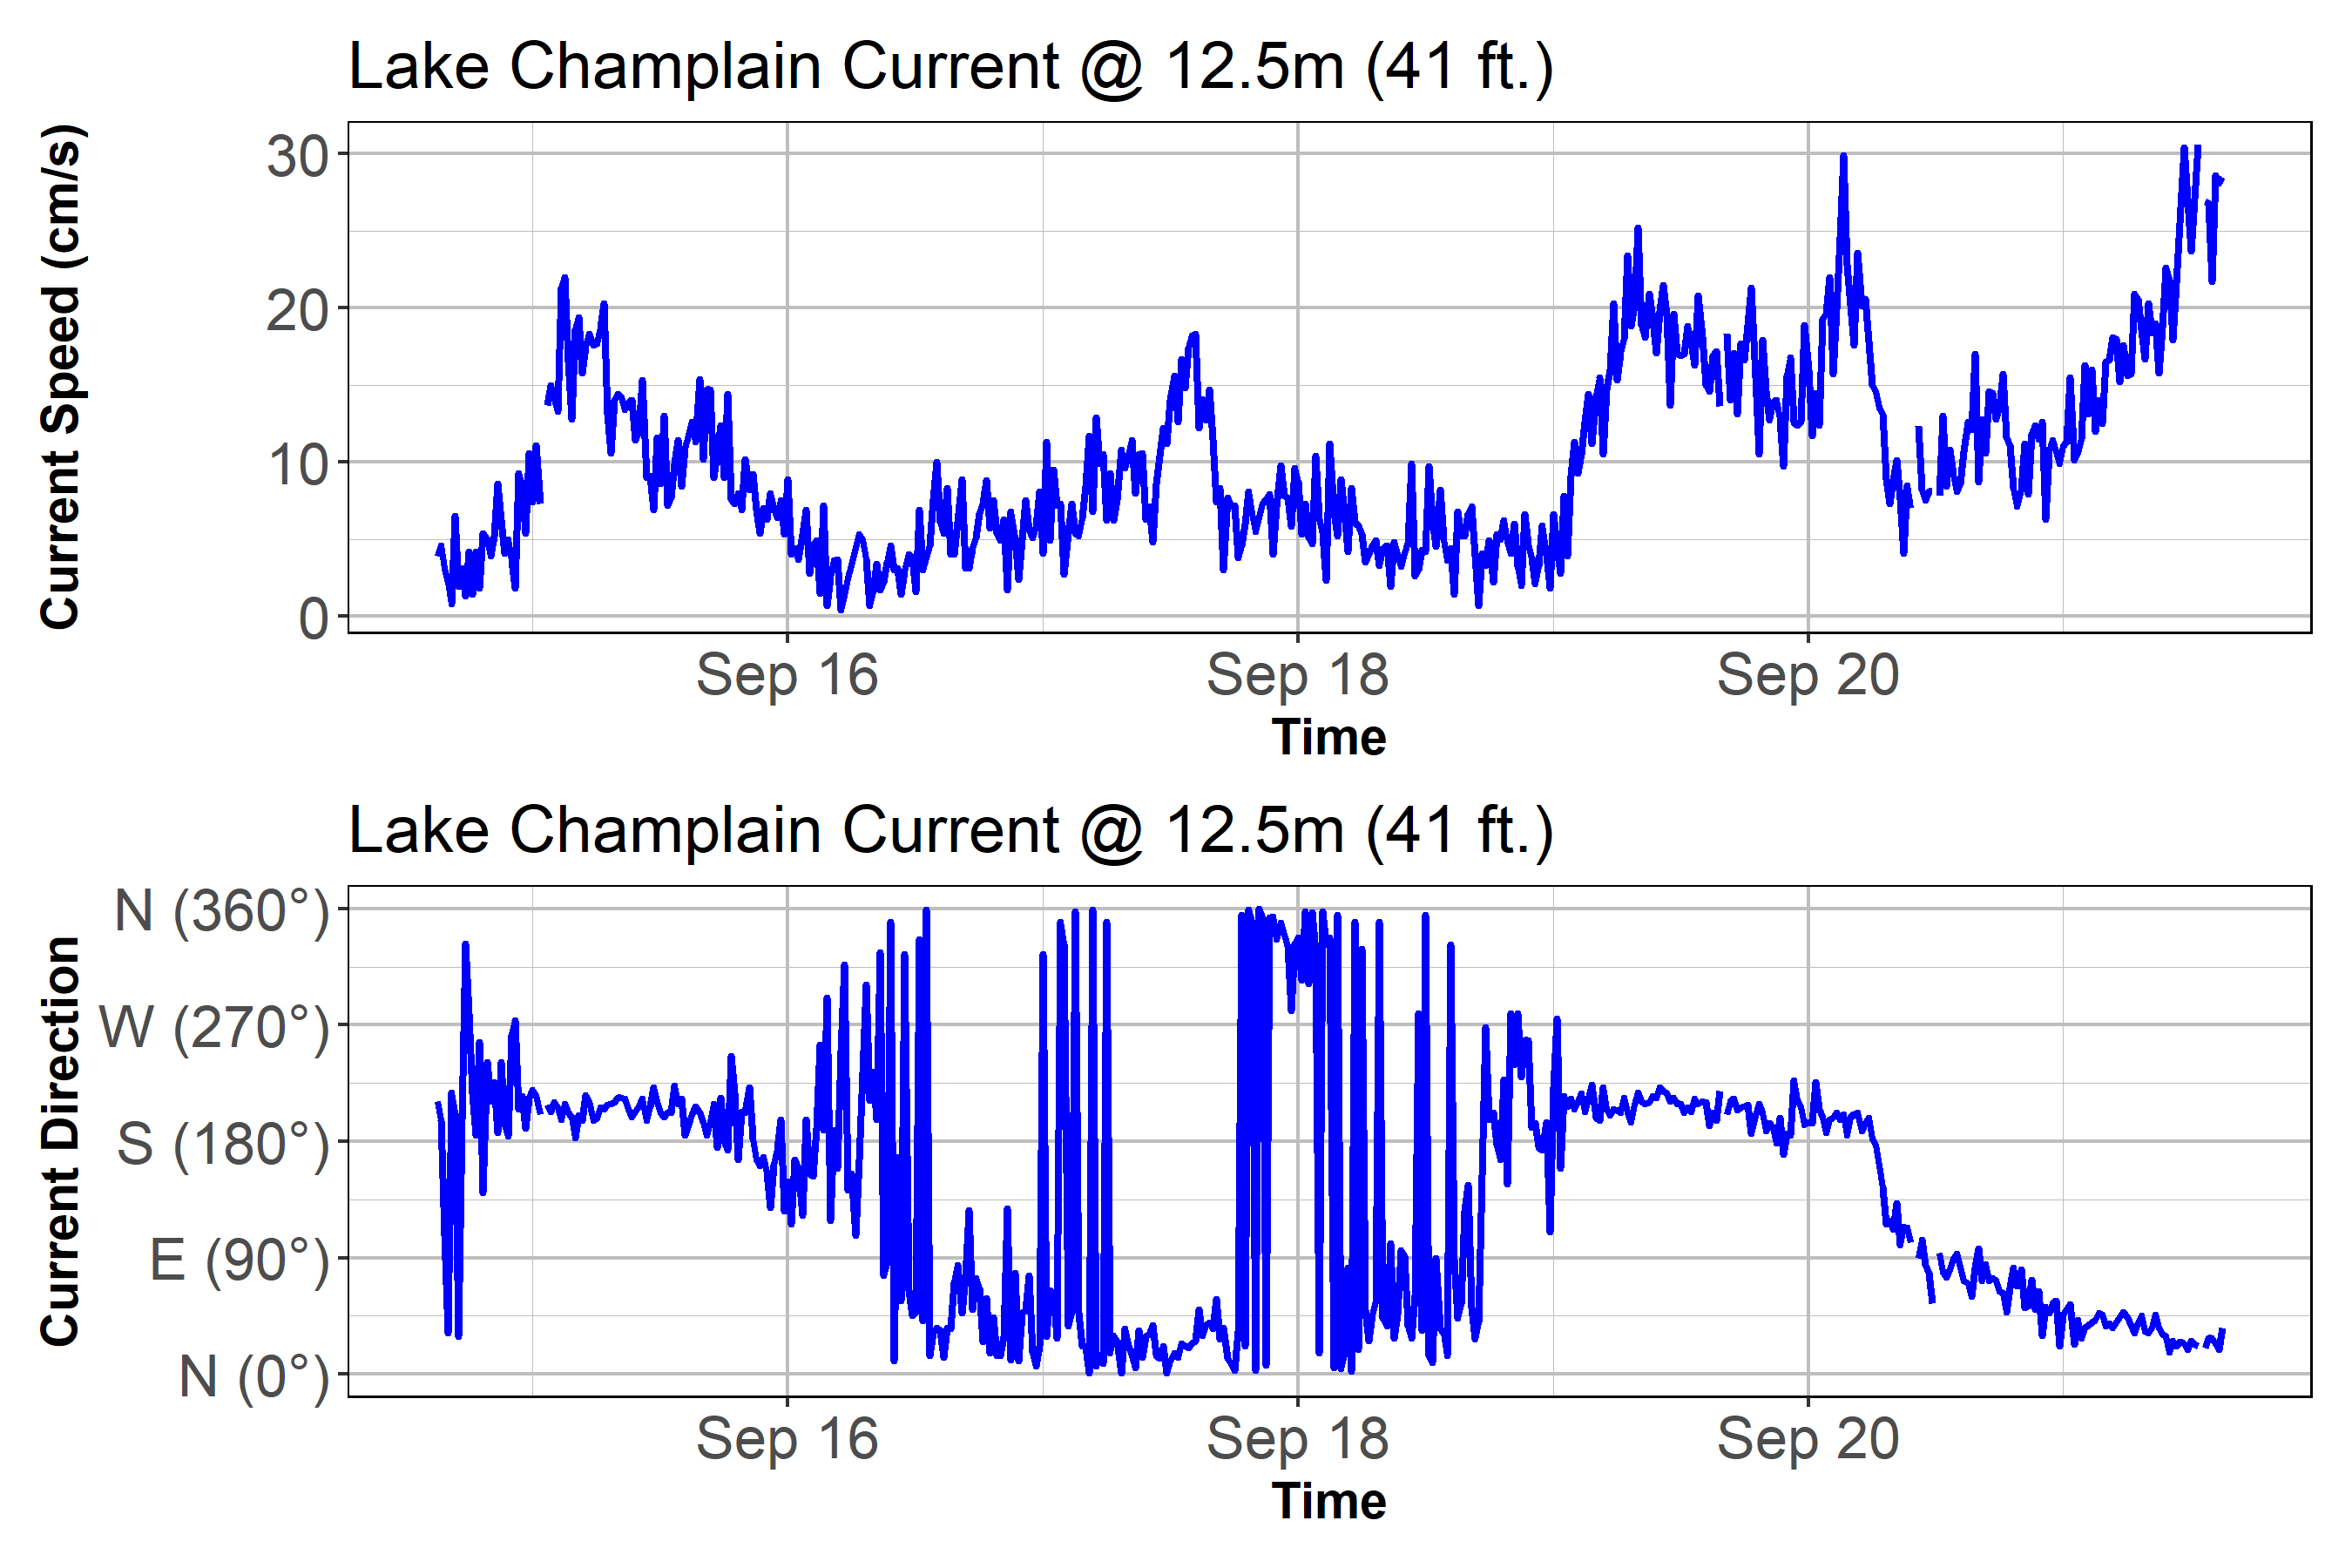 Lake Champlain Current @ 12.5m (41 ft.)
Current Speed (cm/s)
30
20
10
0
Sep 16
Sep 18
Sep 20
Time
Lake Champlain Current @ 12.5m (41 ft.)
Current Direction
N (360°)
W (270°)
S (180°)
E (90°)
N (0°)
Sep 16
Sep 18
Sep 20
Time